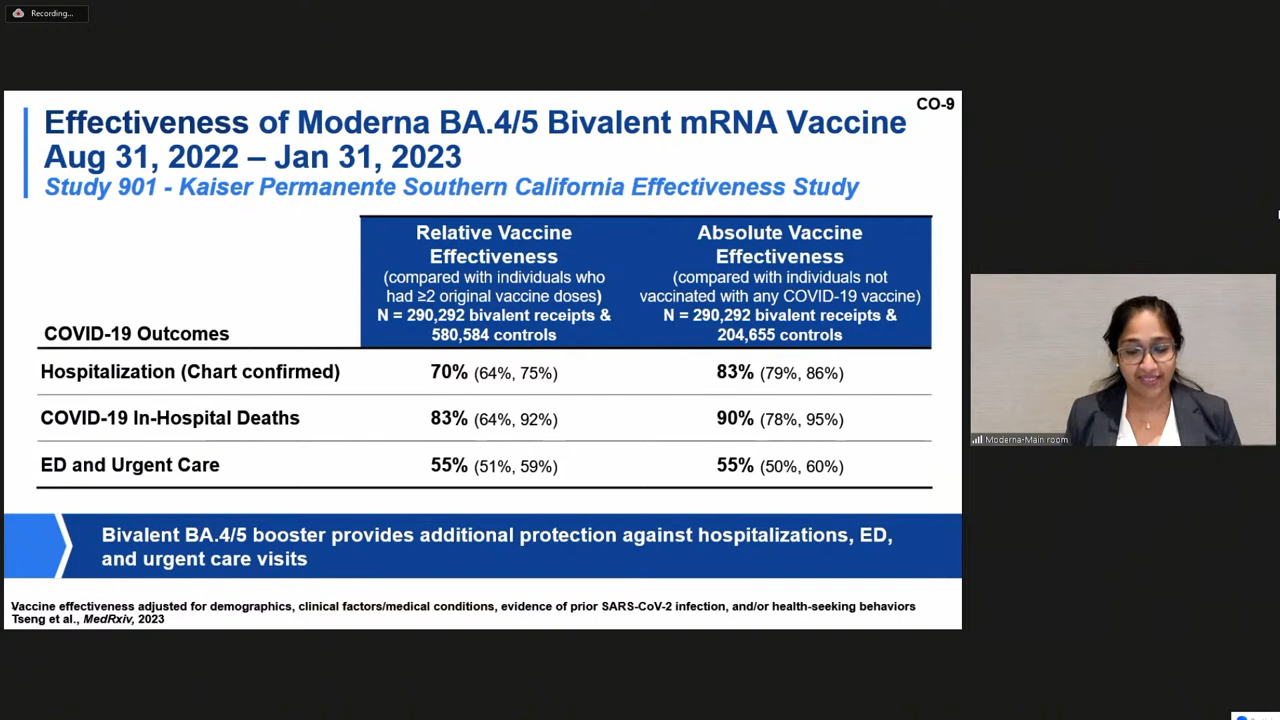 Recording...
CO-9
Effectiveness of Moderna BA.4/5 Bivalent mRNA Vaccine
Aug 31, 2022 – Jan 31, 2023
Study 901 - Kaiser Permanente Southern California Effectiveness Study
COVID-19 Outcomes
Relative Vaccine
Effectiveness
(compared with individuals who
had ≥2 original vaccine doses)
N = 290,292 bivalent receipts &
580,584 controls
Absolute Vaccine
Effectiveness
(compared with individuals not
vaccinated with any COVID-19 vaccine)
N = 290,292 bivalent receipts &
204,655 controls
Hospitalization (Chart confirmed) 70% (64%, 75%) 83% (79%, 86%)
COVID-19 In-Hospital Deaths 83% (64%, 92%) 90% (78%, 95%)
ED and Urgent Care 55% (51%, 59%) 55% (50%, 60%)
Bivalent BA.4/5 booster provides additional protection against hospitalizations, ED,
and urgent care visits
Vaccine effectiveness adjusted for demographics, clinical factors/medical conditions, evidence of prior SARS-CoV-2 infection, and/or health-seeking behaviors
Tseng et al., MedRxiv, 2023
Moderna-Main room